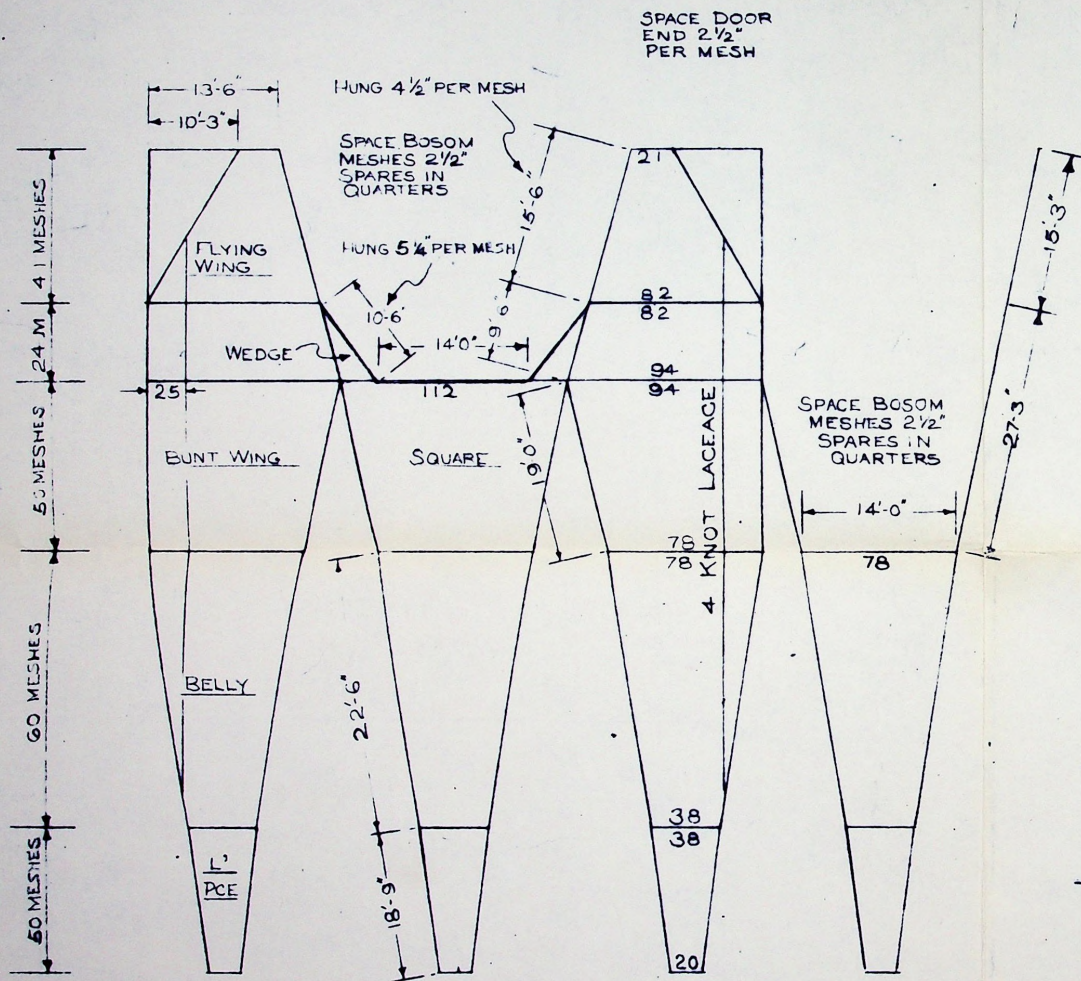 SPACE DOOR
END 2½"
PER MESH
13'-6"
10'-3"
HUNG 4½" PER MESH
SPACE BOSOM
MESHES 2½"
SPARES IN
QUARTERS
21
15'-6"
15'-3"
41 MESHES
FLYING
WING
HUNG 5¼" PER MESH
82
82
10-6'
9'-6"
24 M
WEDGE
14'0"
25
112
94
94
50 MESHES
BUNT WING
SQUARE
19'0"
4 KNOT LACEACE
SPACE BOSOM
MESHES 2½"
SPARES IN
QUARTERS
27'-3"
14'-0"
78
78
78
60 MESHES
BELLY
22'-6"
38
38
50 MESHES
L'
PCE
18'-9"
20